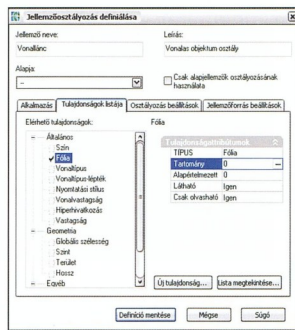 Jellemzőosztályozás definiálása
Jellemző neve:
Leírás:
Vonallánc
Vonalas objektum osztály
Alapja:
--
Csak alapjellemzők osztályozásának használata
Alkalmazás
Tulajdonságok listája
Osztályozás beállítások
Jellemzőforrás beállítások
Elérhető tulajdonságok:
Fólia
Általános
Szín
Fólia
Vonaltípus
Vonaltípus-lépték
Nyomtatási stílus
Vonalvastagság
Hiperhivatkozás
Vastagság
Geometria
Globális szélesség
Szint
Terület
Hossz
Egyéb
Tulajdonságattribútumok
TÍPUS Fólia
Tartomány 0
Alapértelmezett 0
Látható Igen
Csak olvasható Igen
Új tulajdonság...
Lista megtekintése...
Definíció mentése
Mégse
Súgó